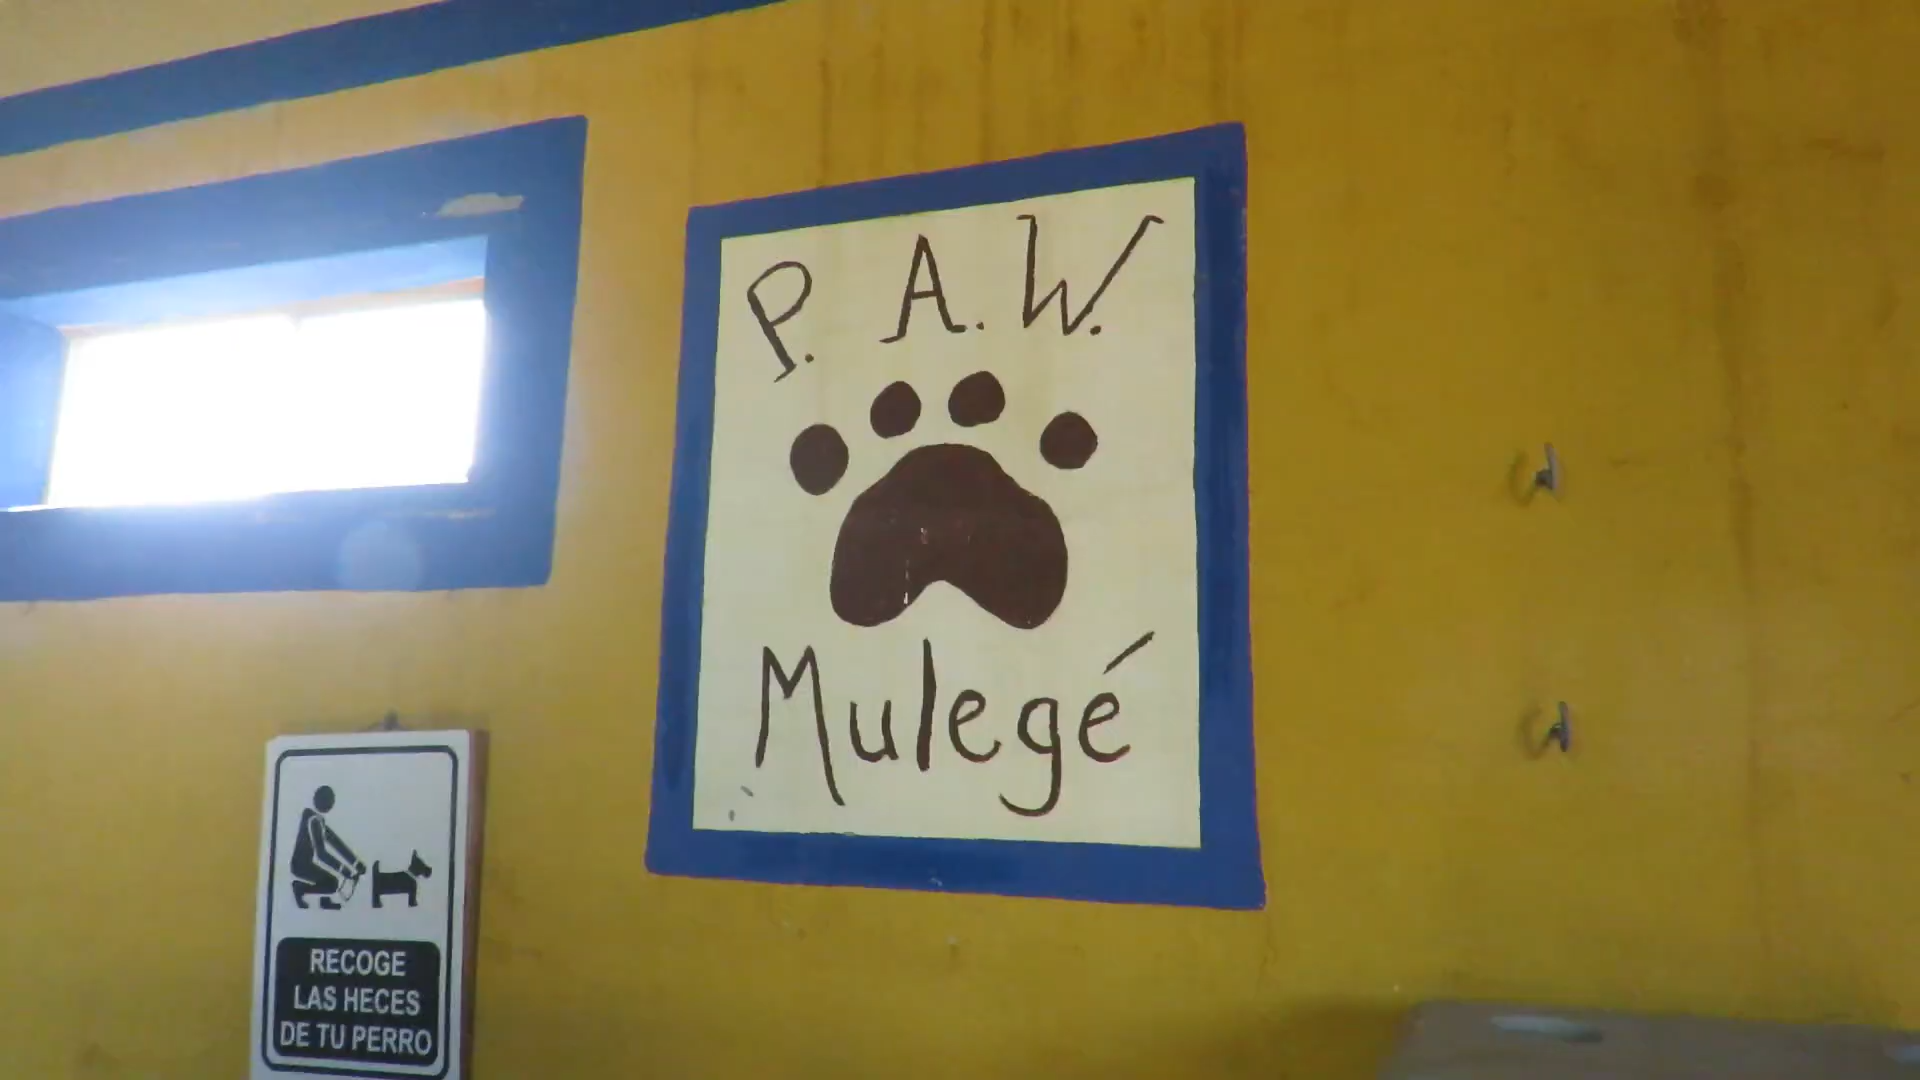 P. A. W.
Mulegé
RECOGE
LAS HECES
DE TU PERRO